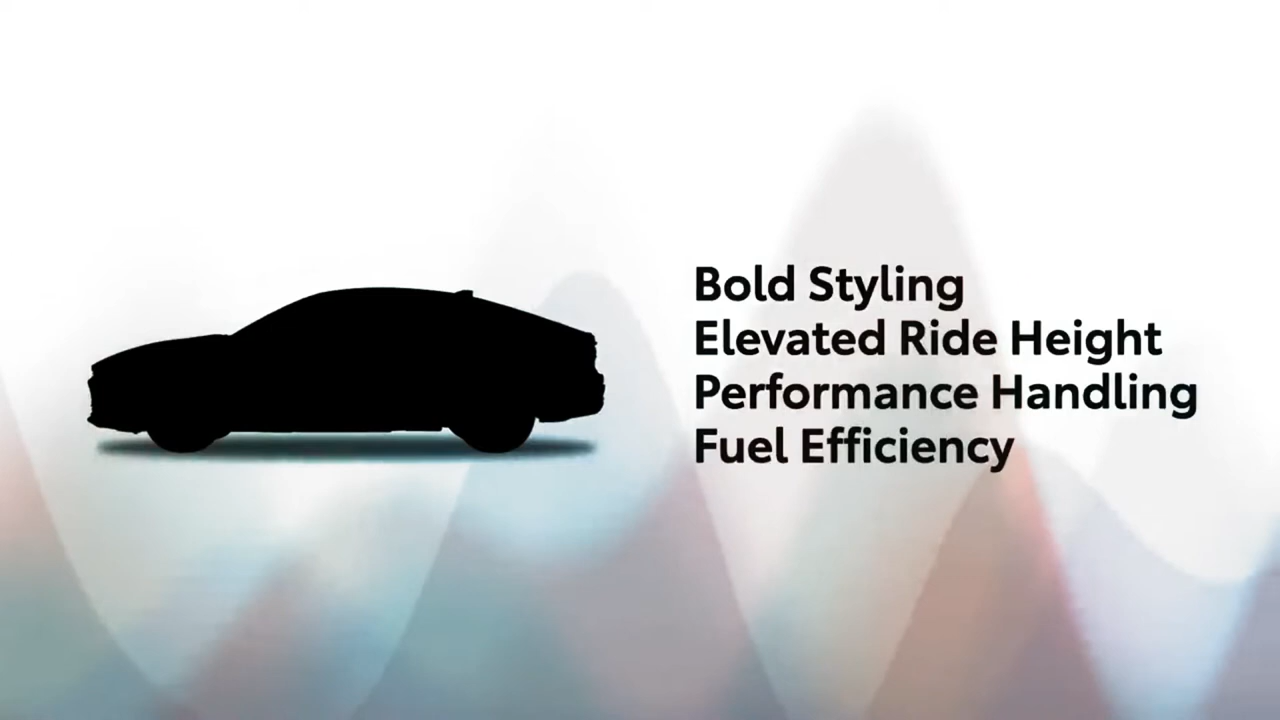 Bold Styling
Elevated Ride Height
Performance Handling
Fuel Efficiency